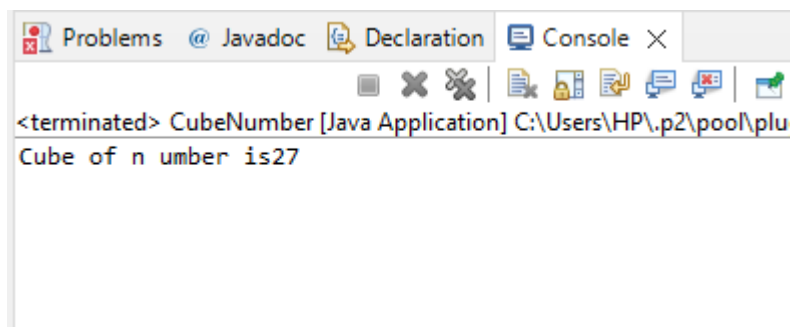 Problems @ Javadoc Declaration Console
<terminated> CubeNumber [Java Application] C:\Users\HP\.p2\pool\plu
Cube of n umber is27